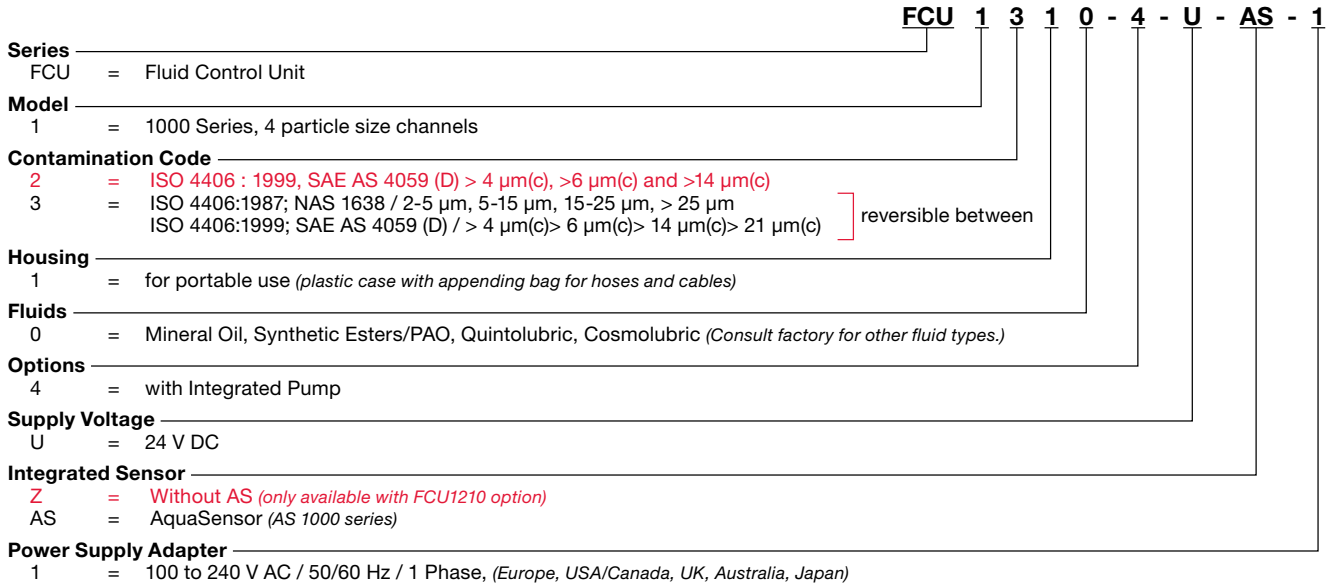 FCU 1 3 1 0 - 4 - U - AS - 1
Series
FCU = Fluid Control Unit
Model
1 = 1000 Series, 4 particle size channels
Contamination Code
2 = ISO 4406 : 1999, SAE AS 4059 (D) > 4 µm(c), >6 µm(c) and >14 µm(c)
3 = ISO 4406:1987; NAS 1638 / 2-5 µm, 5-15 µm, 15-25 µm, > 25 µm
ISO 4406:1999; SAE AS 4059 (D) / > 4 µm(c)> 6 µm(c)> 14 µm(c)> 21 µm(c)
reversible between
Housing
1 = for portable use (plastic case with appending bag for hoses and cables)
Fluids
0 = Mineral Oil, Synthetic Esters/PAO, Quintolubric, Cosmolubric (Consult factory for other fluid types.)
Options
4 = with Integrated Pump
Supply Voltage
U = 24 V DC
Integrated Sensor
Z = Without AS (only available with FCU1210 option)
AS = AquaSensor (AS 1000 series)
Power Supply Adapter
1 = 100 to 240 V AC / 50/60 Hz / 1 Phase, (Europe, USA/Canada, UK, Australia, Japan)